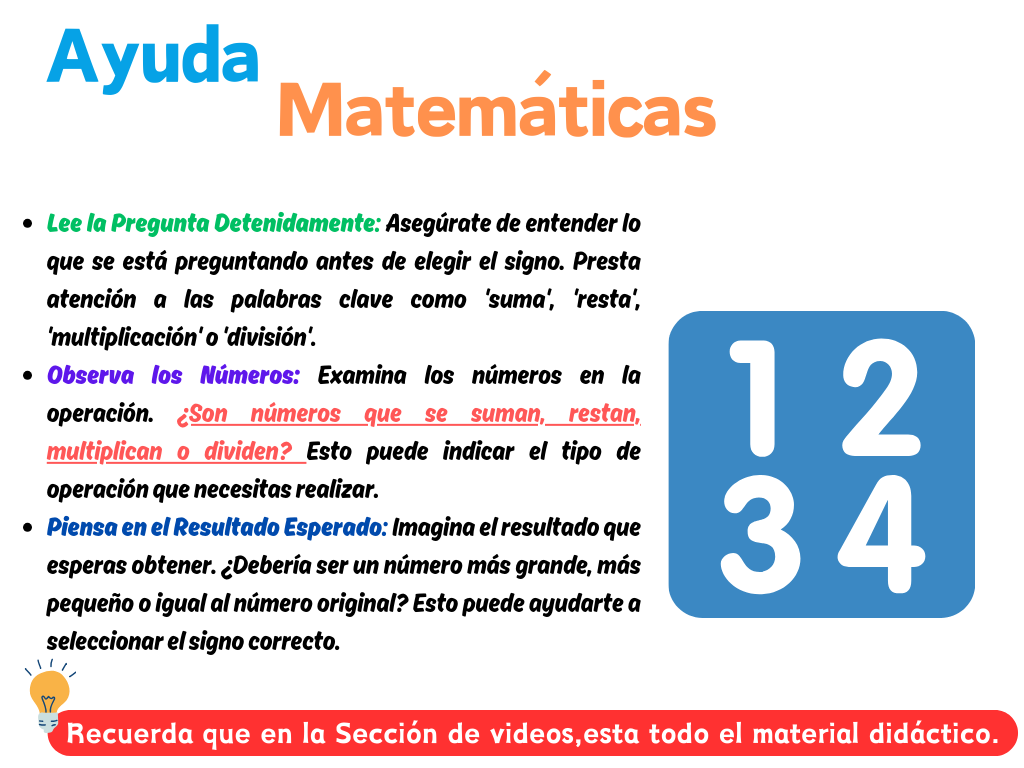 Ayuda
Matemáticas
• Lee la Pregunta Detenidamente: Asegúrate de entender lo
que se está preguntando antes de elegir el signo. Presta
atención a las palabras clave como 'suma', 'resta',
'multiplicación' o 'división'.
• Observa los Números: Examina los números en la
operación. ¿Son números que se suman, restan,
multiplican o dividen? Esto puede indicar el tipo de
operación que necesitas realizar.
• Piensa en el Resultado Esperado: Imagina el resultado que
esperas obtener. ¿Debería ser un número más grande, más
pequeño o igual al número original? Esto puede ayudarte a
seleccionar el signo correcto.
1 2
3 4
Recuerda que en la Sección de videos,esta todo el material didáctico.